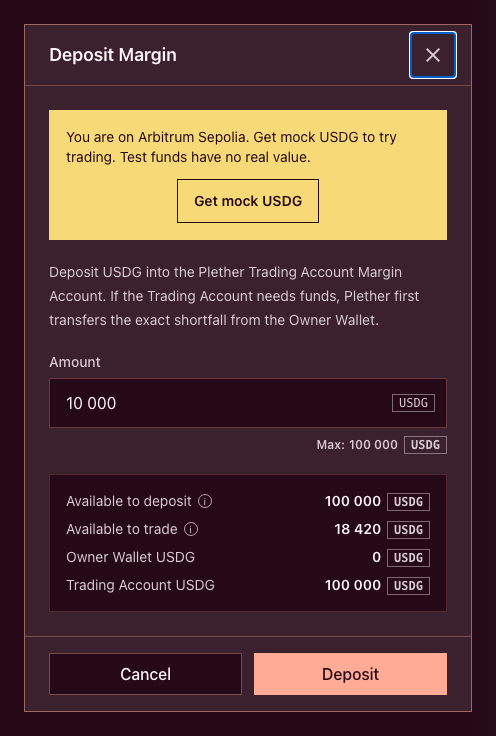 Deposit Margin
You are on Arbitrum Sepolia. Get mock USDG to try
trading. Test funds have no real value.
Get mock USDG
Deposit USDG into the Plether Trading Account Margin
Account. If the Trading Account needs funds, Plether first
transfers the exact shortfall from the Owner Wallet.
Amount
10 000 USDG
Max: 100 000 USDG
Available to deposit 100 000 USDG
Available to trade 18 420 USDG
Owner Wallet USDG 0 USDG
Trading Account USDG 100 000 USDG
Cancel Deposit